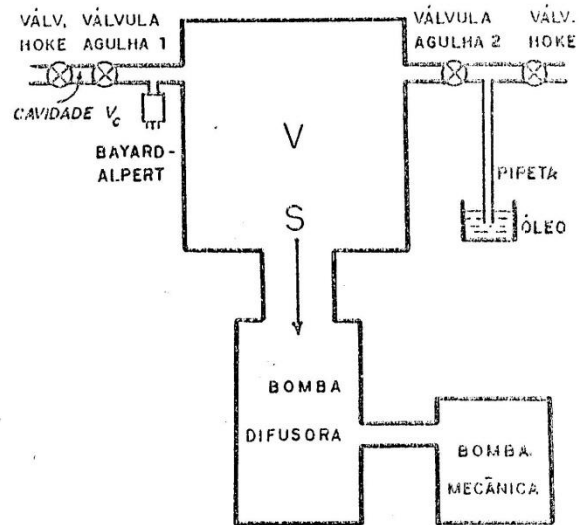 VÁLV.
HOKE
VÁLVULA
AGULHA 1
VÁLVULA
AGULHA 2
VÁLV.
HOKE
CAVIDADE Vc
BAYARD-
ALPERT
V
S
PIPETA
ÓLEO
BOMBA
DIFUSORA
BOMBA
MECÂNICA